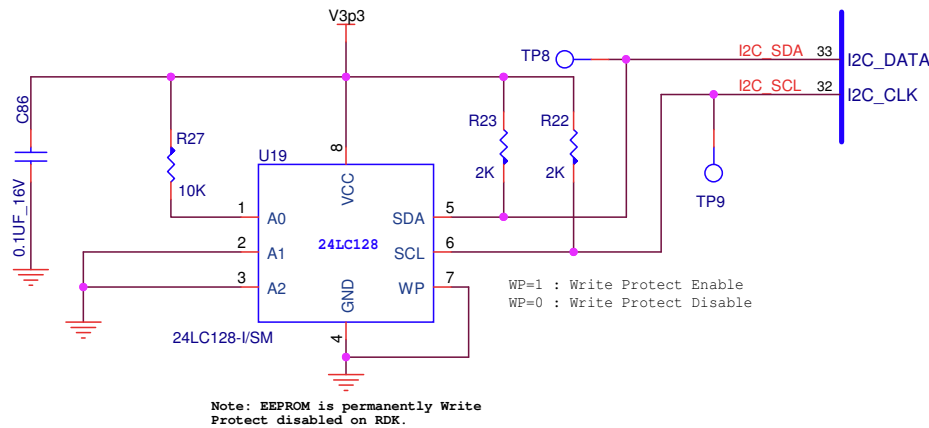 V3p3
TP8
I2C_SDA
33
I2C_DATA
I2C_SCL
32
I2C_CLK
C86
0.1UF_16V
R27
10K
R23
2K
R22
2K
TP9
U19
8
VCC
1
A0
SDA
5
2
A1
24LC128
SCL
6
3
A2
GND
WP
7
4
24LC128-I/SM
WP=1 : Write Protect Enable
WP=0 : Write Protect Disable
Note: EEPROM is permanently Write
Protect disabled on RDK.